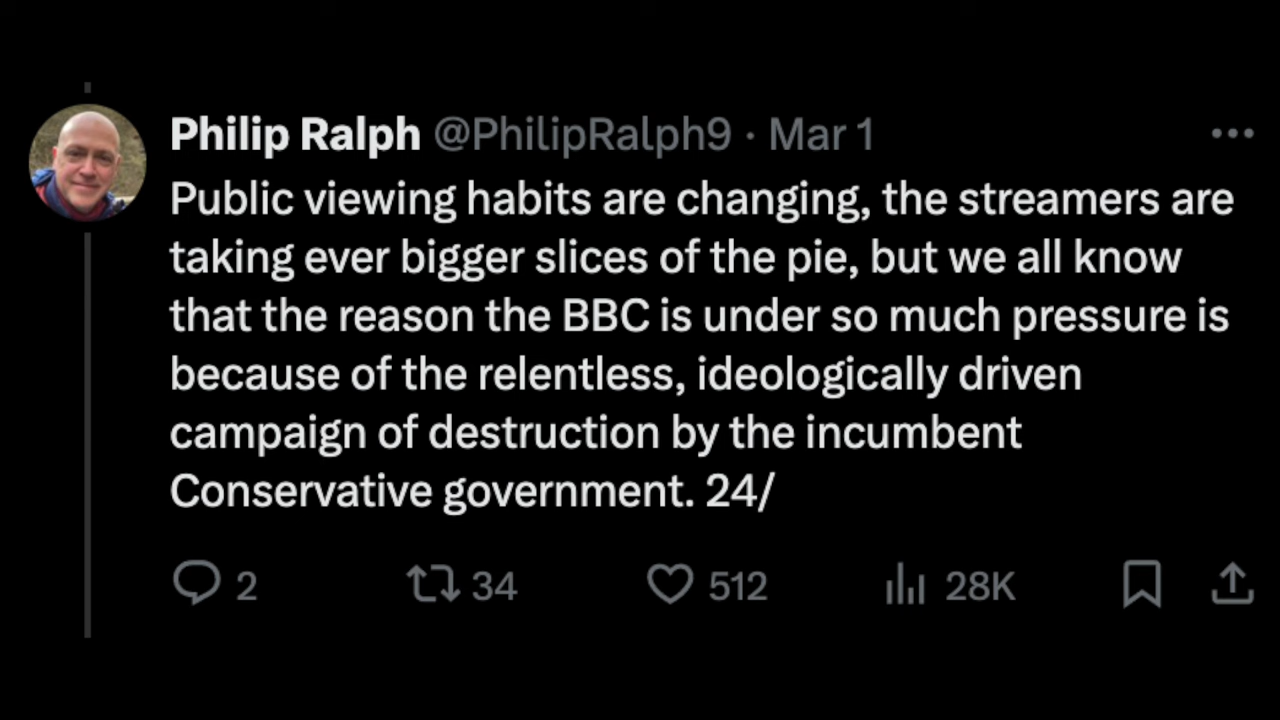 Philip Ralph @PhilipRalph9 · Mar 1
Public viewing habits are changing, the streamers are
taking ever bigger slices of the pie, but we all know
that the reason the BBC is under so much pressure is
because of the relentless, ideologically driven
campaign of destruction by the incumbent
Conservative government. 24/
2 34 512 28K